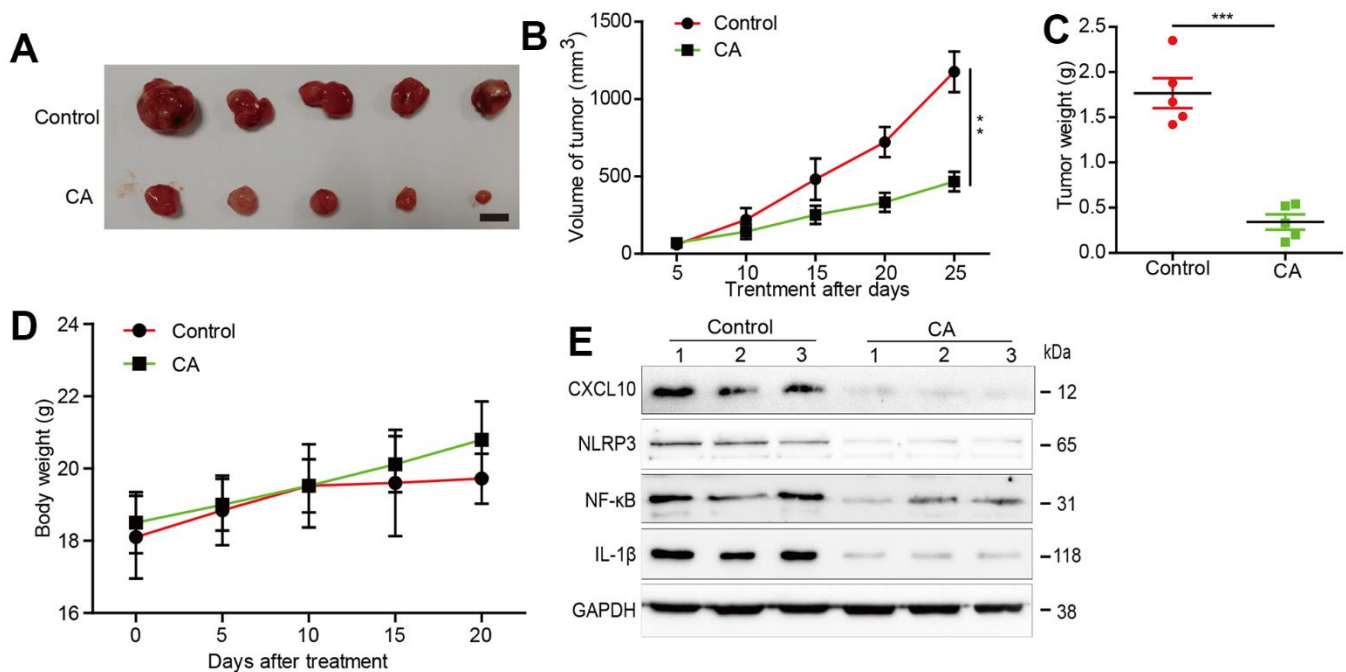 A
Control
CA
B
Control
CA
Volume of tumor (mm³)
1500
1000
500
0
5 10 15 20 25
Trentment after days
**
C
***
Tumor weight (g)
2.5
2.0
1.5
1.0
0.5
0.0
Control CA
D
Control
CA
Body weight (g)
24
22
20
18
16
0 5 10 15 20
Days after treatment
E
Control CA
1 2 3 1 2 3 kDa
CXCL10 – 12
NLRP3 – 65
NF-κB – 31
IL-1β – 118
GAPDH – 38